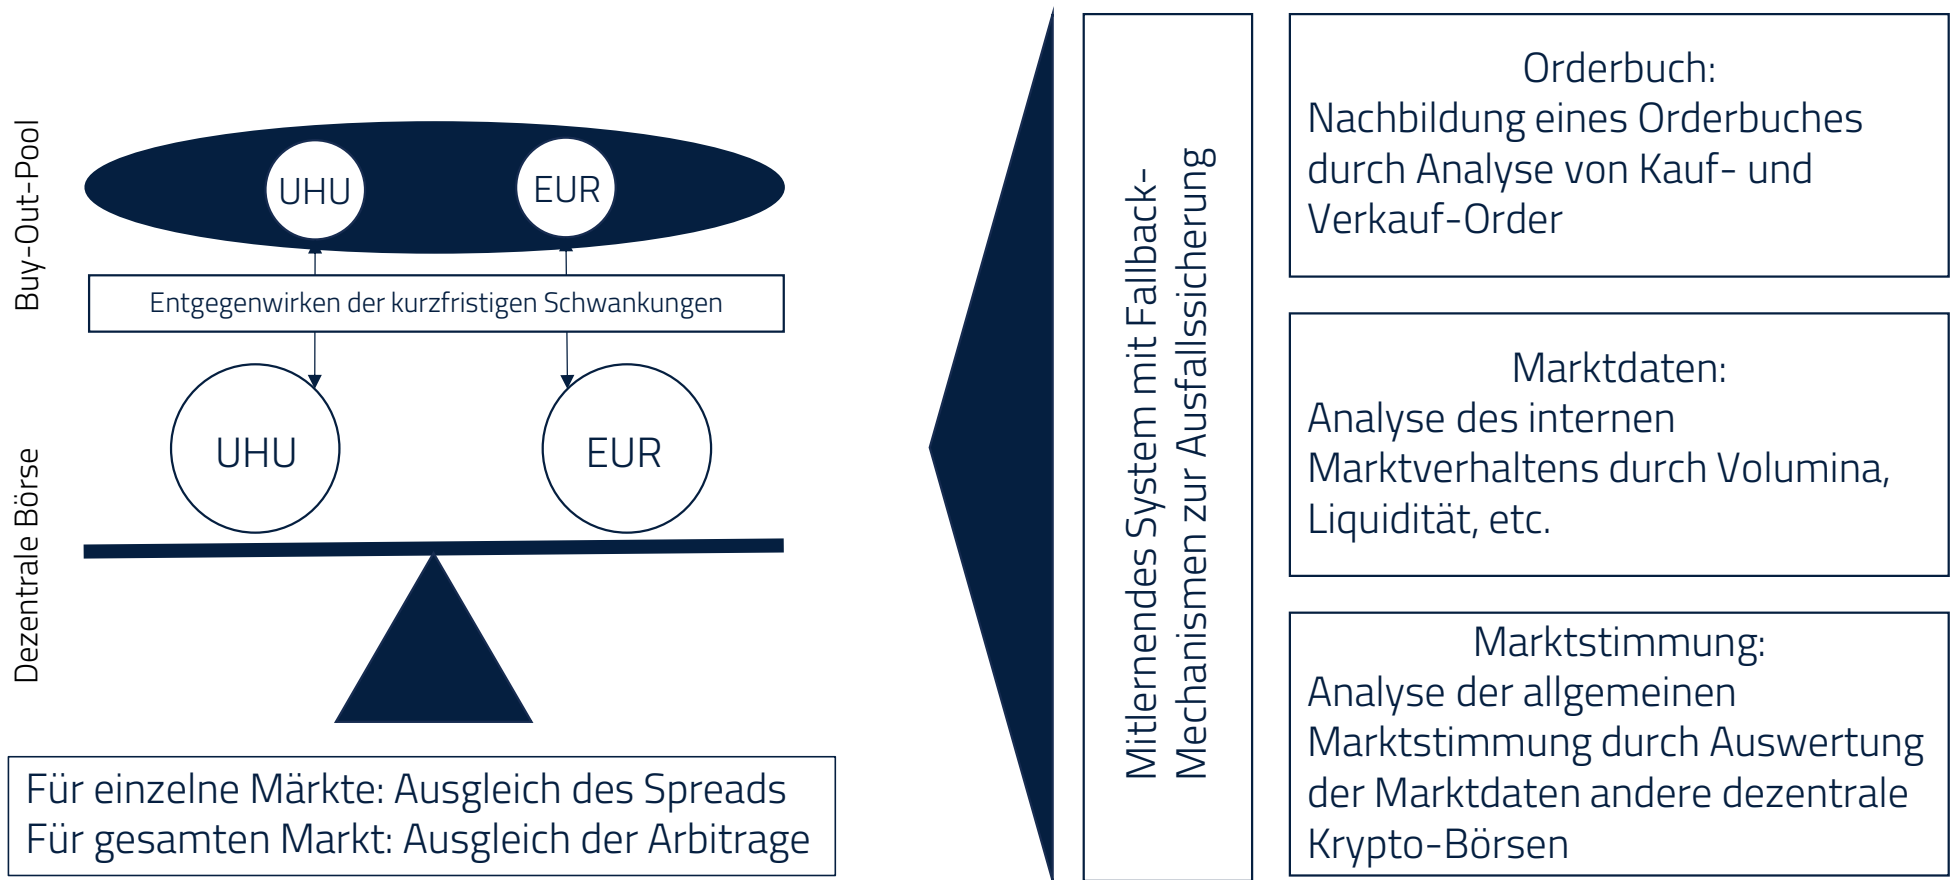 Buy-Out-Pool
UHU
EUR
Entgegenwirken der kurzfristigen Schwankungen
Dezentrale Börse
UHU
EUR
Für einzelne Märkte: Ausgleich des Spreads
Für gesamten Markt: Ausgleich der Arbitrage
Mitlernendes System mit Fallback-
Mechanismen zur Ausfallssicherung
Orderbuch:
Nachbildung eines Orderbuches
durch Analyse von Kauf- und
Verkauf-Order
Marktdaten:
Analyse des internen
Marktverhaltens durch Volumina,
Liquidität, etc.
Marktstimmung:
Analyse der allgemeinen
Marktstimmung durch Auswertung
der Marktdaten andere dezentrale
Krypto-Börsen